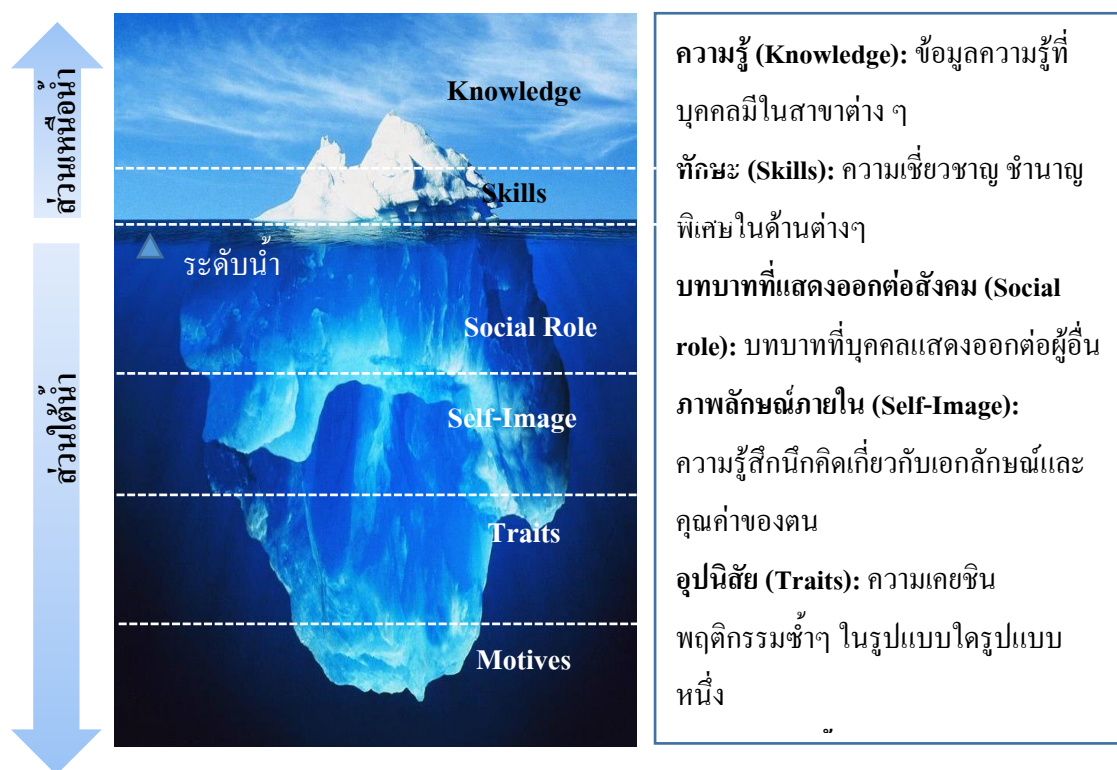 ส่วนเหนือน้ำ
ส่วนใต้น้ำ
Knowledge
Skills
ระดับน้ำ
Social Role
Self-Image
Traits
Motives
ความรู้ (Knowledge): ข้อมูลความรู้ที่
บุคคลมีในสาขาต่าง ๆ
ทักษะ (Skills): ความเชี่ยวชาญ ชำนาญ
พิเศษในด้านต่างๆ
บทบาทที่แสดงออกต่อสังคม (Social
role): บทบาทที่บุคคลแสดงออกต่อผู้อื่น
ภาพลักษณ์ภายใน (Self-Image):
ความรู้สึกนึกคิดเกี่ยวกับเอกลักษณ์และ
คุณค่าของตน
อุปนิสัย (Traits): ความเคยชิน
พฤติกรรมซ้ำๆ ในรูปแบบใดรูปแบบ
หนึ่ง